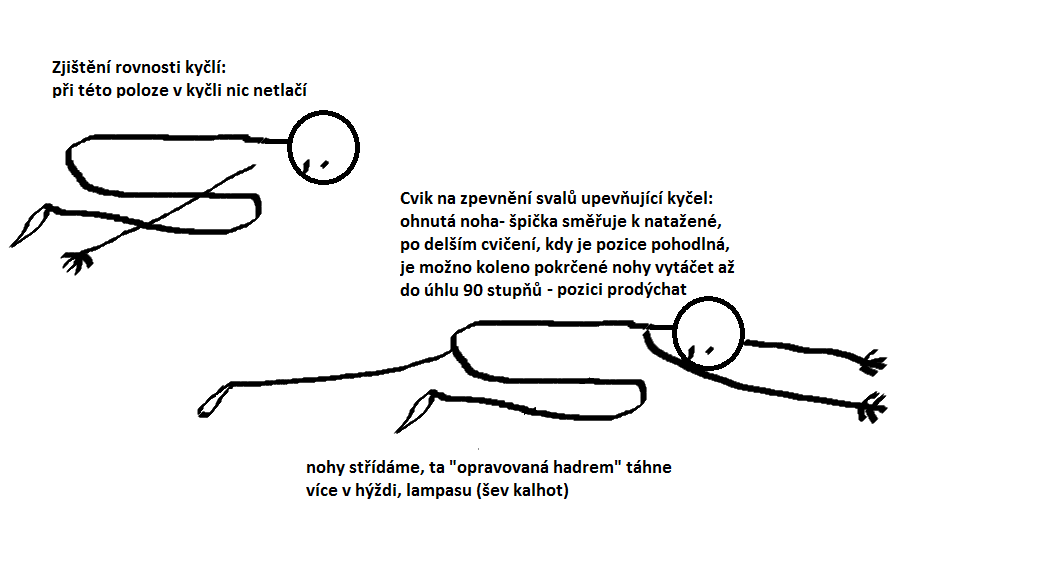 Zjištění rovnosti kyčlí:
při této poloze v kyčli nic netlačí
Cvik na zpevnění svalů upevňující kyčel:
ohnutá noha- špička směřuje k natažené,
po delším cvičení, kdy je pozice pohodlná,
je možno koleno pokrčené nohy vytáčet až
do úhlu 90 stupňů - pozici prodýchat
nohy střídáme, ta "opravovaná hadrem" táhne
více v hýždi, lampasu (šev kalhot)